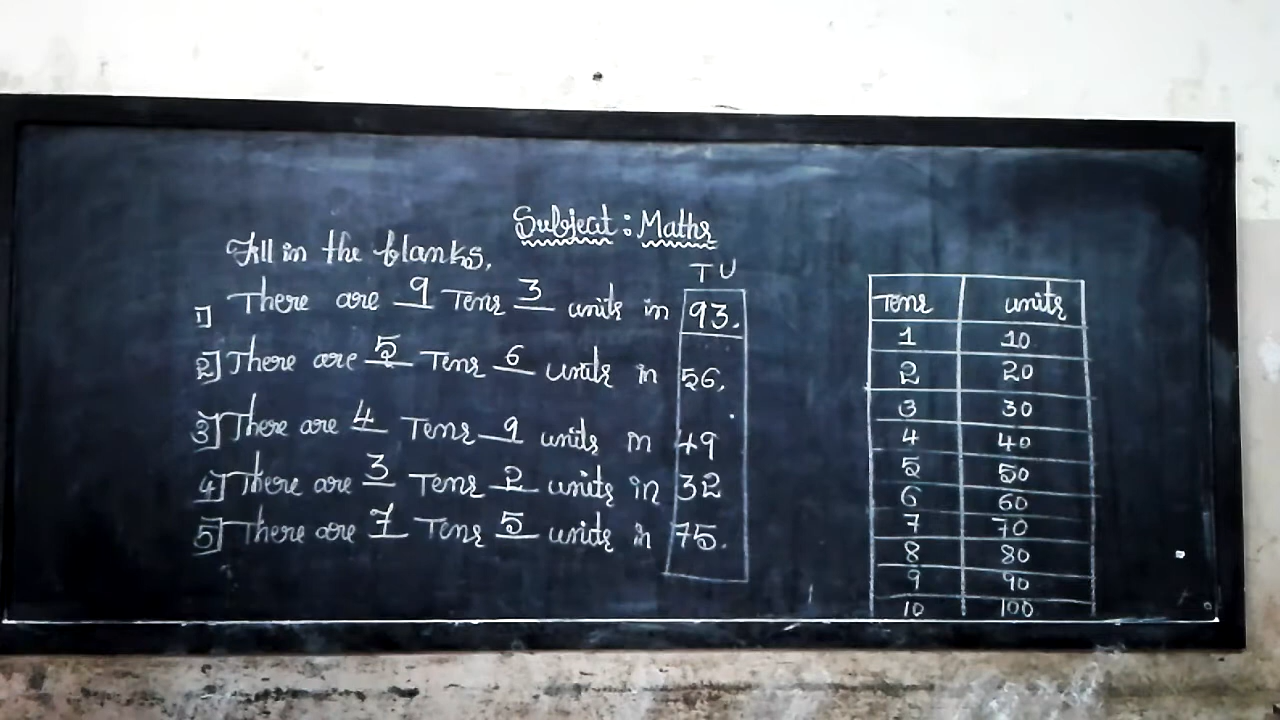 Subject : Maths
Fill in the blanks.
T U
1] There are 9 Tens 3 units in 93.
2] There are 5 Tens 6 units in 56.
3] There are 4 Tens 9 units in 49
4] There are 3 Tens 2 units in 32
5] There are 7 Tens 5 units in 75.
Tens units
1 10
2 20
3 30
4 40
5 50
6 60
7 70
8 80
9 90
10 100